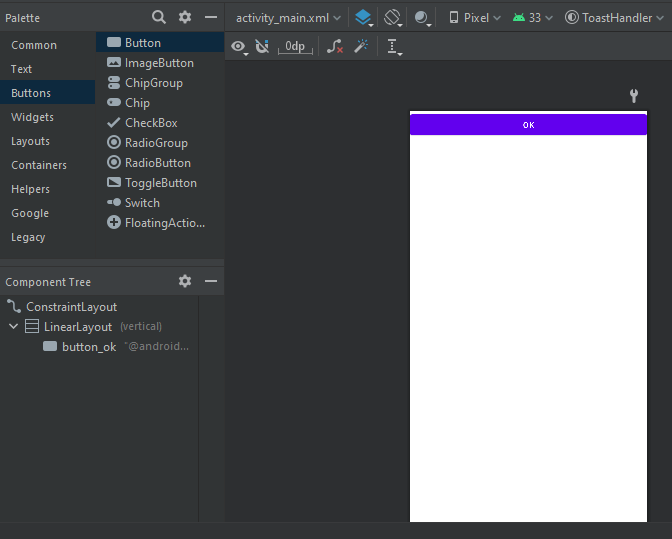 Palette
activity_main.xml
Pixel
33
ToastHandler
Common
Text
Buttons
Widgets
Layouts
Containers
Helpers
Google
Legacy
Button
ImageButton
ChipGroup
Chip
CheckBox
RadioGroup
RadioButton
ToggleButton
Switch
FloatingActio...
0dp
OK
Component Tree
ConstraintLayout
LinearLayout (vertical)
button_ok "@android...